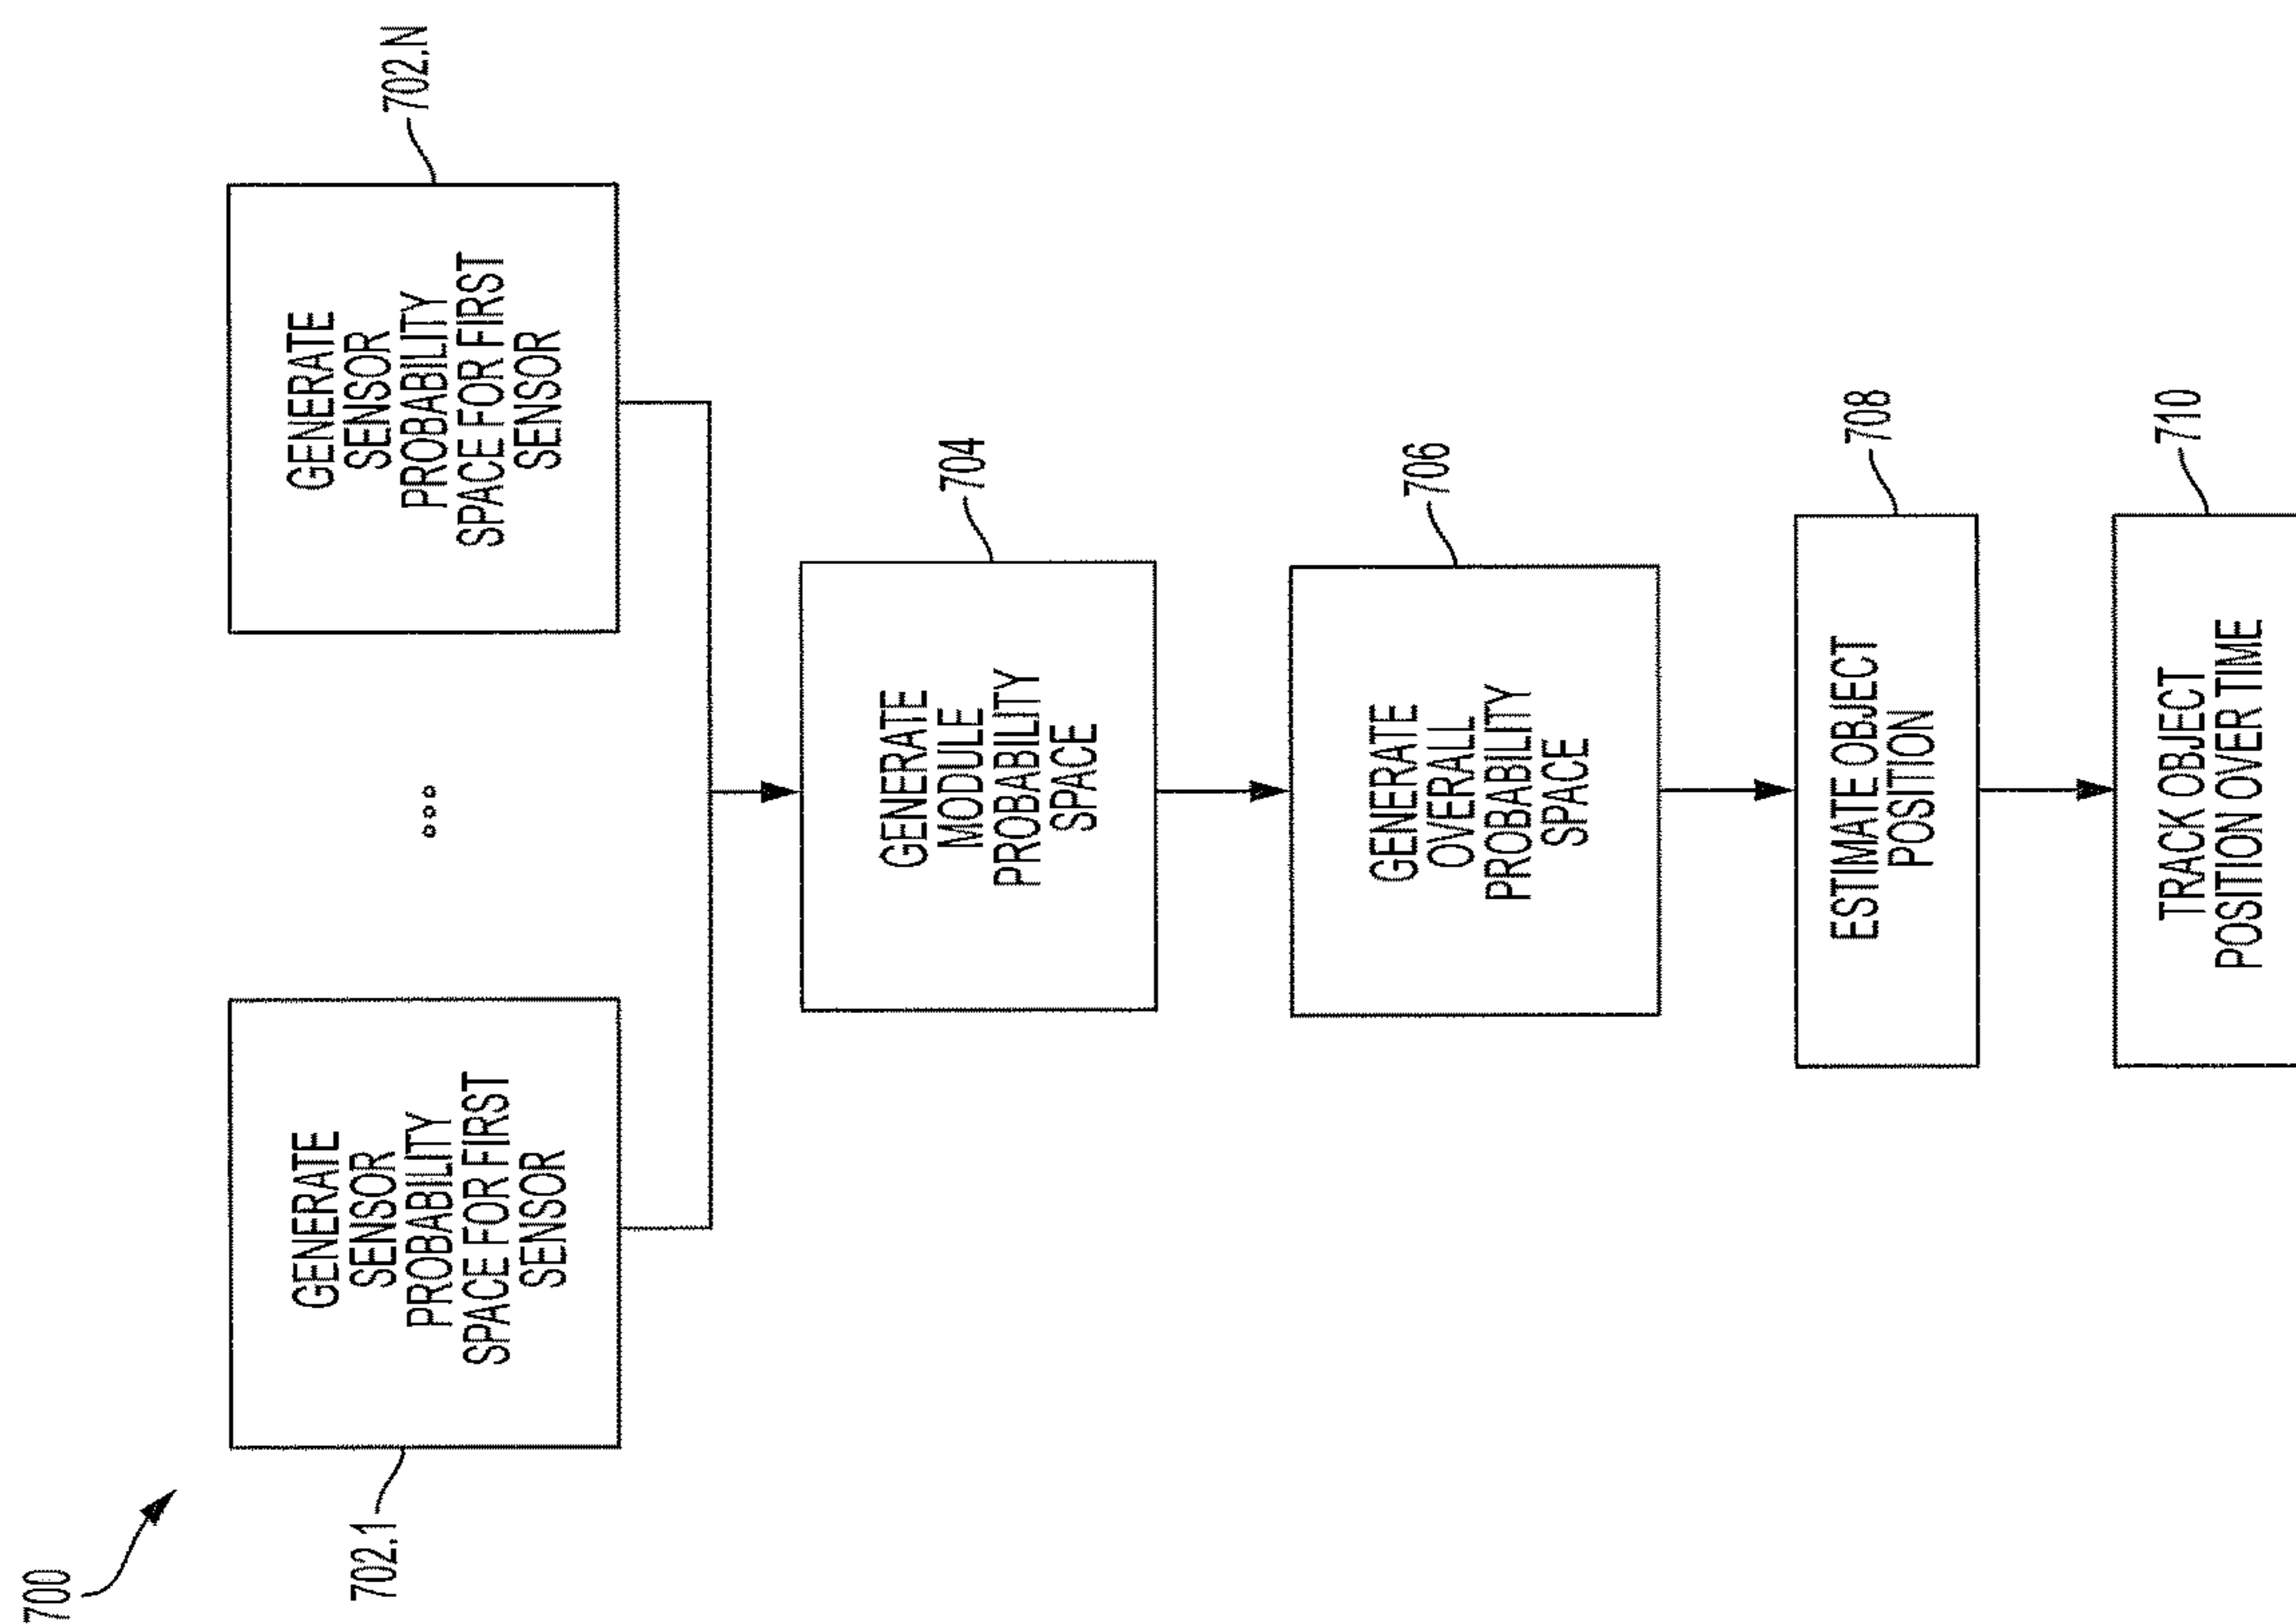 700
702.1
GENERATE
SENSOR
PROBABILITY
SPACE FOR FIRST
SENSOR
702.N
GENERATE
SENSOR
PROBABILITY
SPACE FOR FIRST
SENSOR
704
GENERATE
MODULE
PROBABILITY
SPACE
706
GENERATE
OVERALL
PROBABILITY
SPACE
708
ESTIMATE OBJECT
POSITION
710
TRACK OBJECT
POSITION OVER TIME